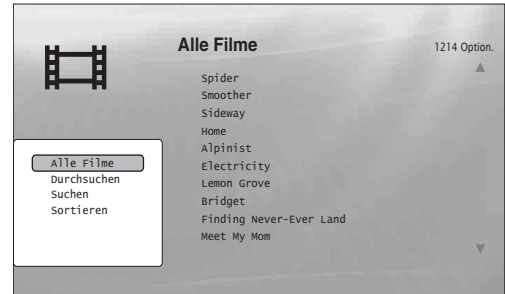 Alle Filme
1214 Option.
Spider
Smoother
Sideway
Home
Alpinist
Electricity
Lemon Grove
Bridget
Finding Never-Ever Land
Meet My Mom
Alle Filme
Durchsuchen
Suchen
Sortieren